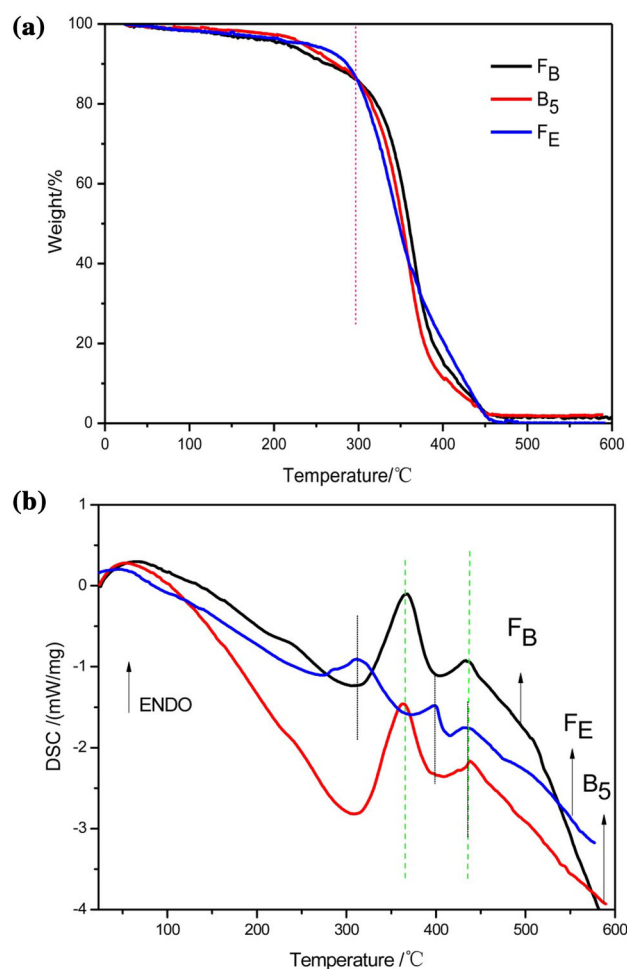 (a)
100
80
60
40
20
0
Weight/%
F_B
B_5
F_E
0 100 200 300 400 500 600
Temperature/℃
(b)
1
0
-1
-2
-3
-4
DSC /(mW/mg)
ENDO
F_B
F_E
B_5
100 200 300 400 500 600
Temperature /℃